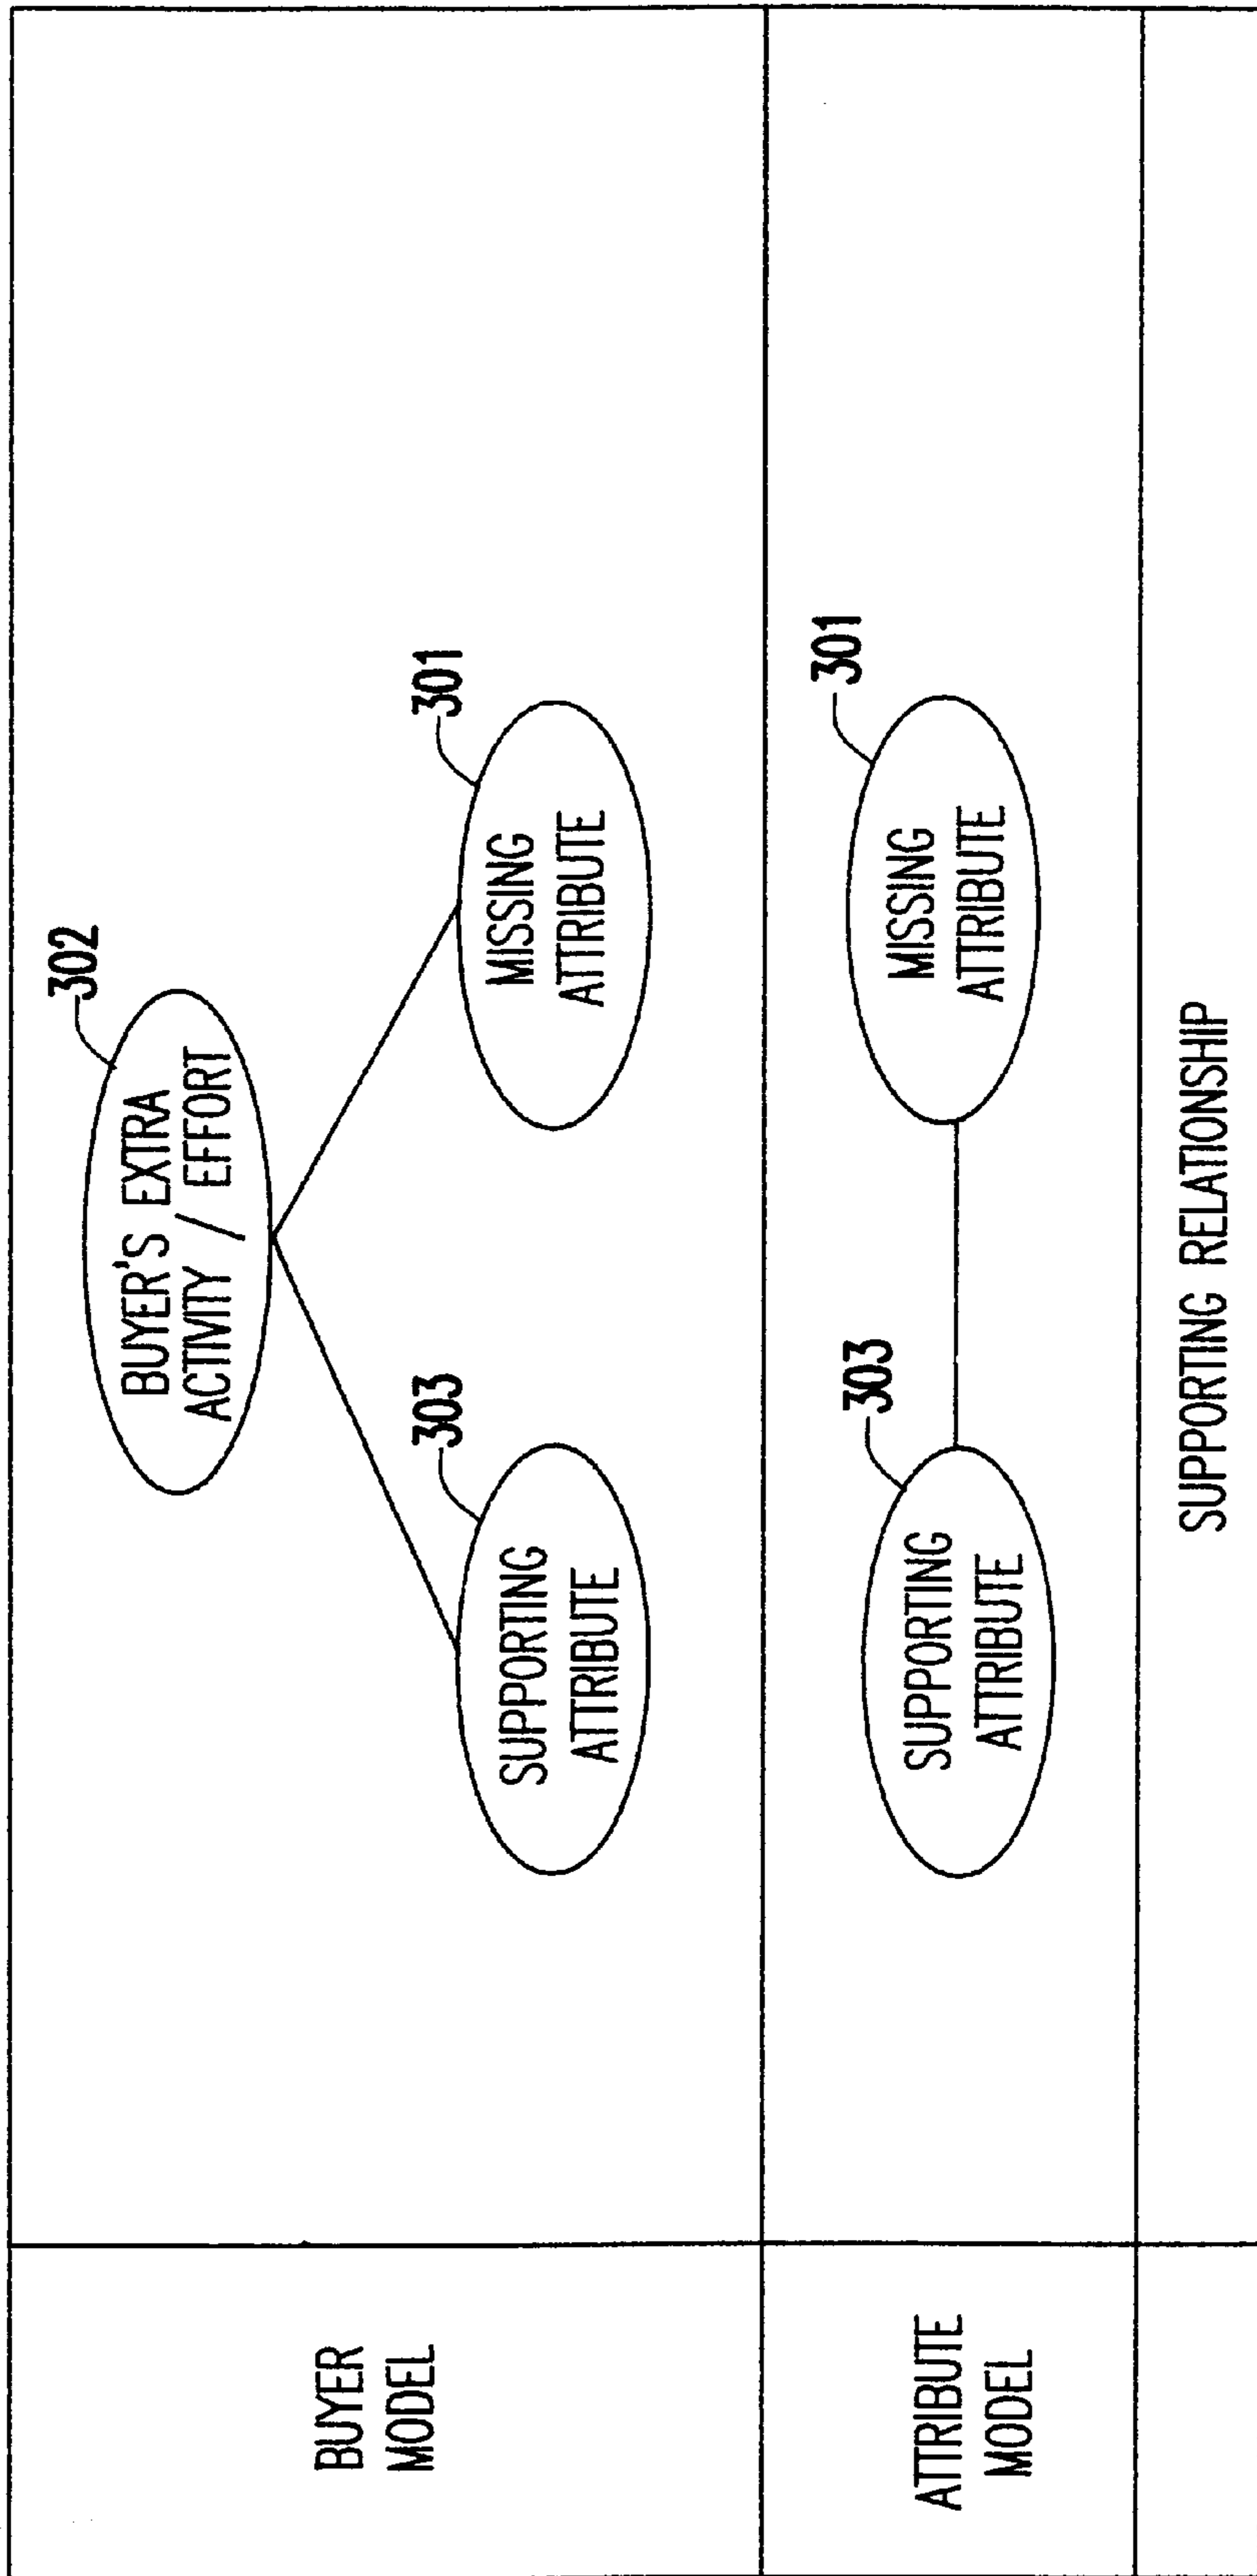 BUYER
MODEL
302
BUYER'S EXTRA
ACTIVITY / EFFORT
303
SUPPORTING
ATTRIBUTE
301
MISSING
ATTRIBUTE
ATTRIBUTE
MODEL
303
SUPPORTING
ATTRIBUTE
301
MISSING
ATTRIBUTE
SUPPORTING RELATIONSHIP